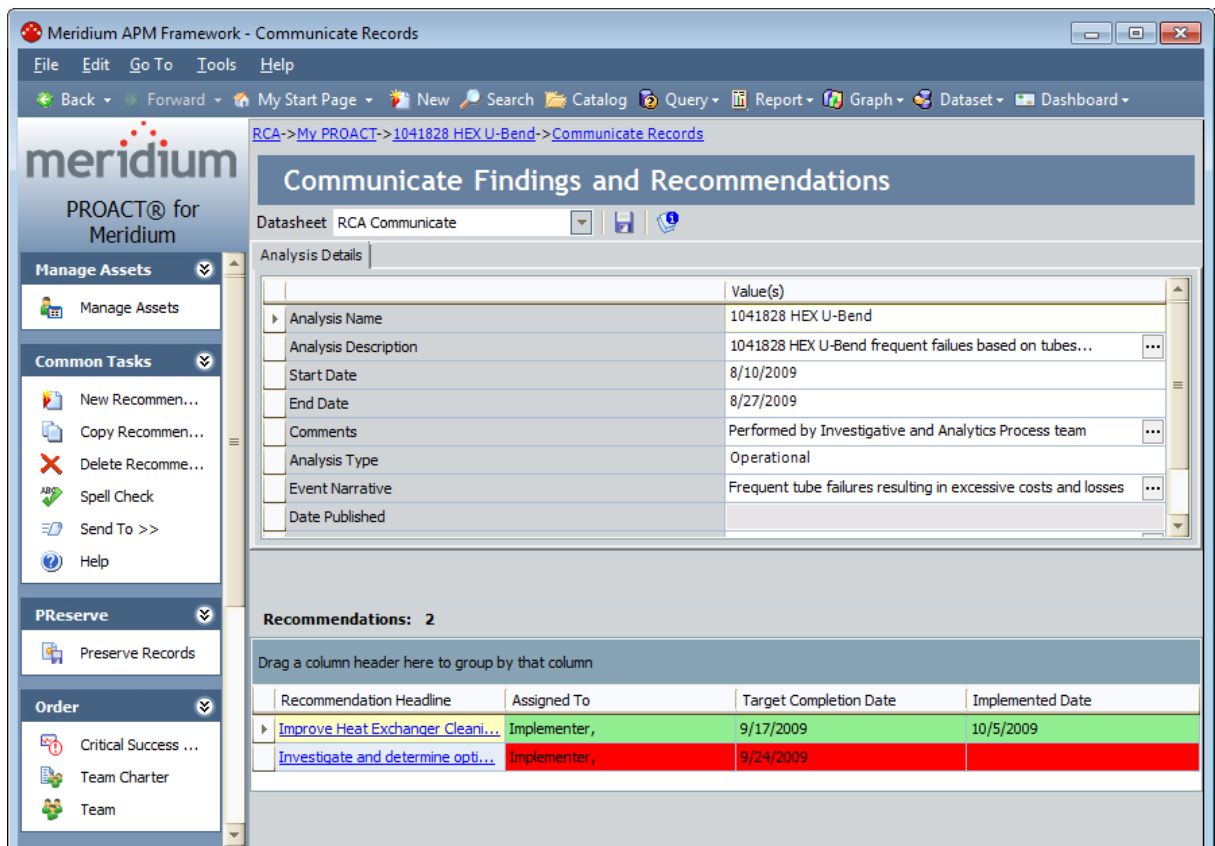 Meridium APM Framework - Communicate Records
File Edit Go To Tools Help
Back Forward My Start Page New Search Catalog Query Report Graph Dataset Dashboard
meridium
PROACT® for
Meridium
Manage Assets
Manage Assets
Common Tasks
New Recommen...
Copy Recommen...
Delete Recomme...
ABC
Spell Check
Send To >>
Help
PReserve
Preserve Records
Order
Critical Success ...
Team Charter
Team
RCA->My PROACT->1041828 HEX U-Bend->Communicate Records
Communicate Findings and Recommendations
Datasheet RCA Communicate
Analysis Details
Value(s)
Analysis Name 1041828 HEX U-Bend
Analysis Description 1041828 HEX U-Bend frequent failues based on tubes... ...
Start Date 8/10/2009
End Date 8/27/2009
Comments Performed by Investigative and Analytics Process team ...
Analysis Type Operational
Event Narrative Frequent tube failures resulting in excessive costs and losses ...
Date Published
Recommendations: 2
Drag a column header here to group by that column
Recommendation Headline Assigned To Target Completion Date Implemented Date
Improve Heat Exchanger Cleani... Implementer, 9/17/2009 10/5/2009
Investigate and determine opti... Implementer, 9/24/2009